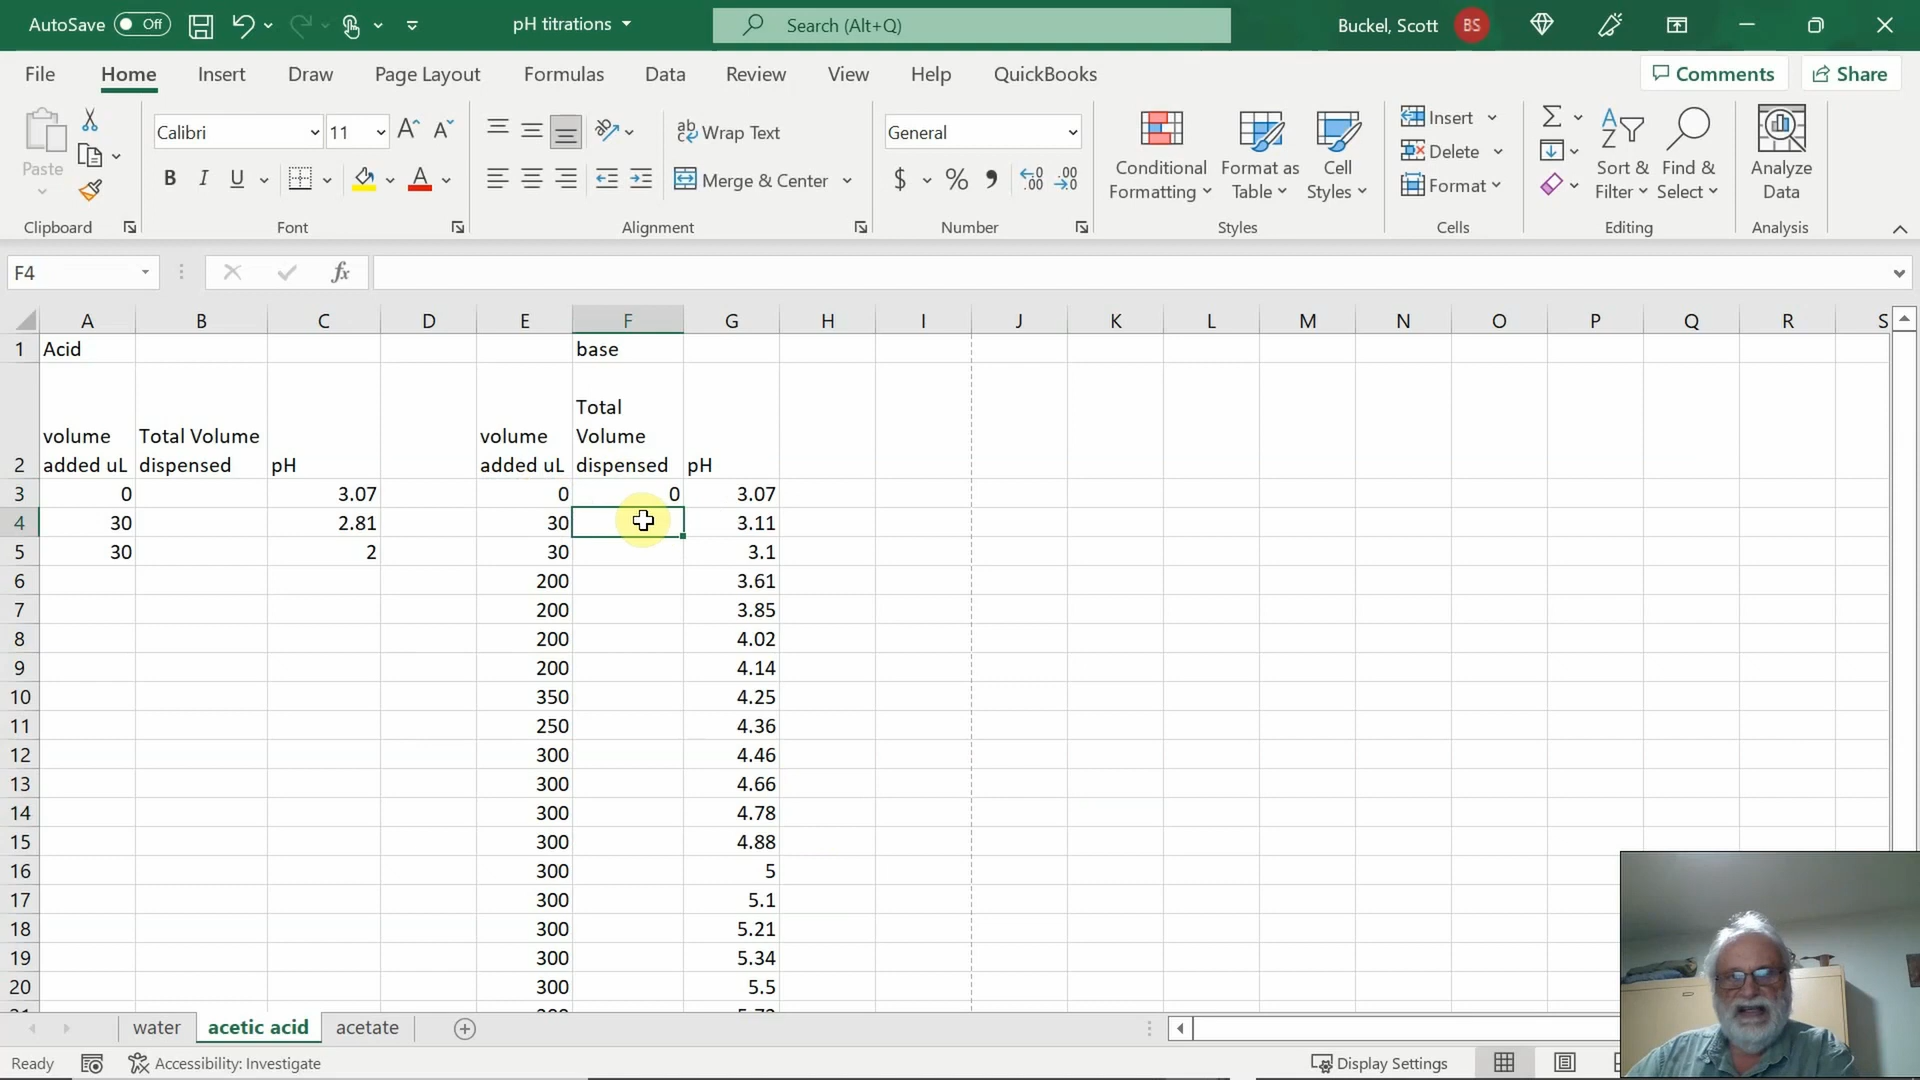 AutoSave Off pH titrations Search (Alt+Q) Buckel, Scott BS
File Home Insert Draw Page Layout Formulas Data Review View Help QuickBooks Comments Share
Paste
Calibri 11
Wrap Text
General
Conditional Formatting
Format as Table
Cell Styles
Insert
Delete
Format
Sort & Filter
Find & Select
Analyze Data
B I U A Merge & Center $ %
Clipboard Font Alignment Number Styles Cells Editing Analysis
F4 fx
A B C D E F G H I J K L M N O P Q R S
1 Acid base
2 volume added uL Total Volume dispensed pH volume added uL Total Volume dispensed pH
3 0 3.07 0 0 3.07
4 30 2.81 30 3.11
5 30 2 30 3.1
6 200 3.61
7 200 3.85
8 200 4.02
9 200 4.14
10 350 4.25
11 250 4.36
12 300 4.46
13 300 4.66
14 300 4.78
15 300 4.88
16 300 5
17 300 5.1
18 300 5.21
19 300 5.34
20 300 5.5
water acetic acid acetate
Ready Accessibility: Investigate Display Settings